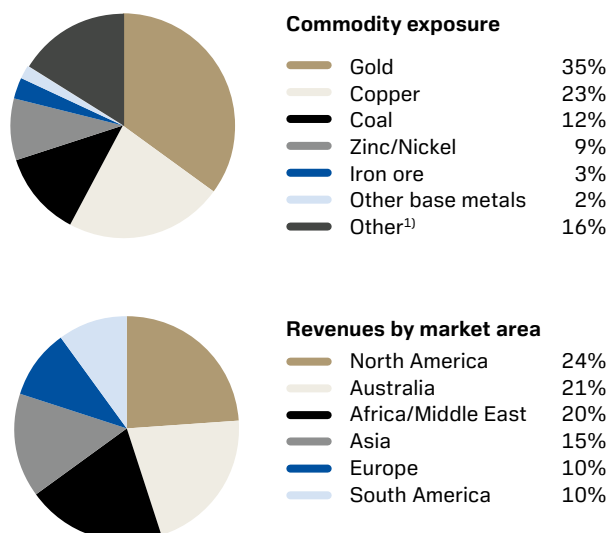 Commodity exposure
Gold 35%
Copper 23%
Coal 12%
Zinc/Nickel 9%
Iron ore 3%
Other base metals 2%
Other1) 16%
Revenues by market area
North America 24%
Australia 21%
Africa/Middle East 20%
Asia 15%
Europe 10%
South America 10%